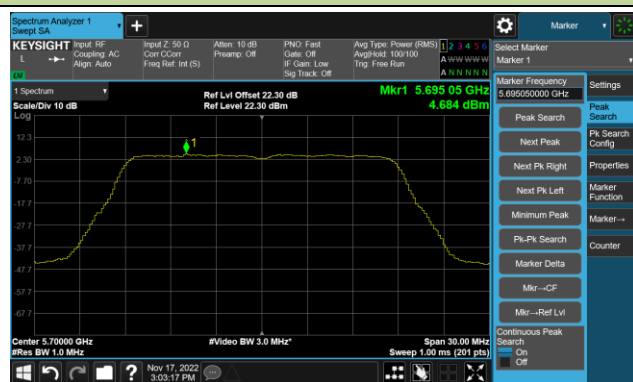 Spectrum Analyzer 1
Swept SA
+
Marker
KEYSIGHT
L
Input: RF
Coupling: AC
Align: Auto
Input Z: 50 Ω
Corr CCorr
Freq Ref: Int (S)
Atten: 10 dB
Preamp: Off
PNO: Fast
Gate: Off
IF Gain: Low
Sig Track: Off
Avg Type: Power (RMS)
Avg|Hold: 100/100
Trig: Free Run
1 2 3 4 5 6
A W W W W W
A N N N N N
Select Marker
Marker 1
1 Spectrum
Scale/Div 10 dB
Log
Ref Lvl Offset 22.30 dB
Ref Level 22.30 dBm
Mkr1 5.695 05 GHz
4.684 dBm
1
12.3
2.30
-7.70
-17.7
-27.7
-37.7
-47.7
-57.7
-67.7
Center 5.70000 GHz
#Res BW 1.0 MHz
#Video BW 3.0 MHz*
Span 30.00 MHz
Sweep 1.00 ms (201 pts)
Marker Frequency
5.695050000 GHz
Peak Search
Next Peak
Next Pk Right
Next Pk Left
Minimum Peak
Pk-Pk Search
Marker Delta
Mkr→CF
Mkr→Ref Lvl
Continuous Peak
Search
On
Off
Settings
Peak
Search
Pk Search
Config
Properties
Marker
Function
Marker→
Counter
?
Nov 17, 2022
3:03:17 PM